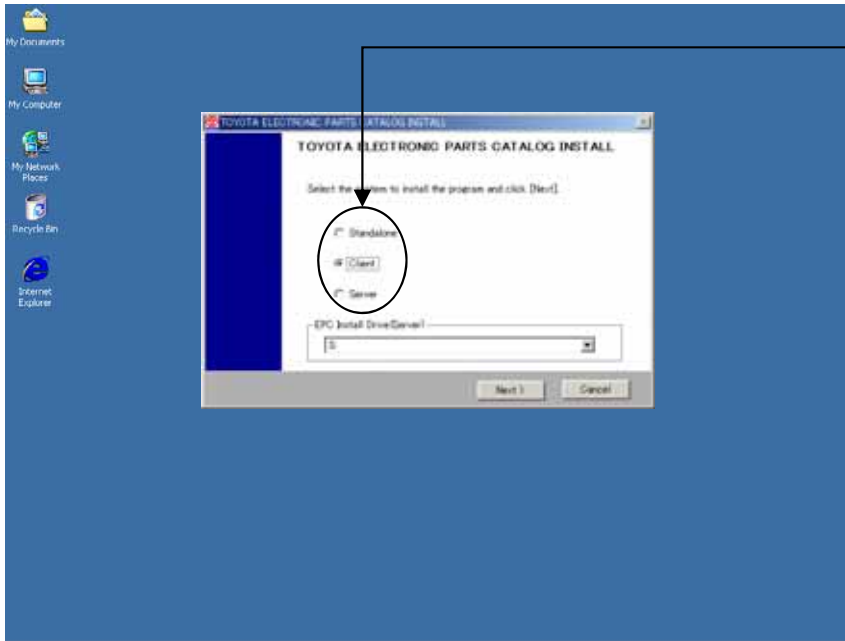 My Documents
My Computer
My Network
Places
Recycle Bin
Internet
Explorer
TOYOTA ELECTRONIC PARTS CATALOG INSTALL
TOYOTA ELECTRONIC PARTS CATALOG INSTALL
Select the system to install the program and click [Next].
Standalone
Client
Server
EPC Install Drive(Server)
Next >
Cancel